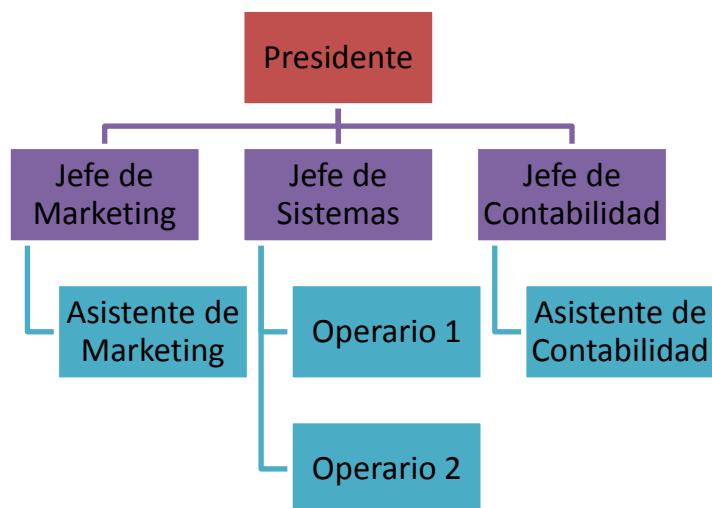 Presidente
Jefe de
Marketing
Jefe de
Sistemas
Jefe de
Contabilidad
Asistente de
Marketing
Operario 1
Asistente de
Contabilidad
Operario 2